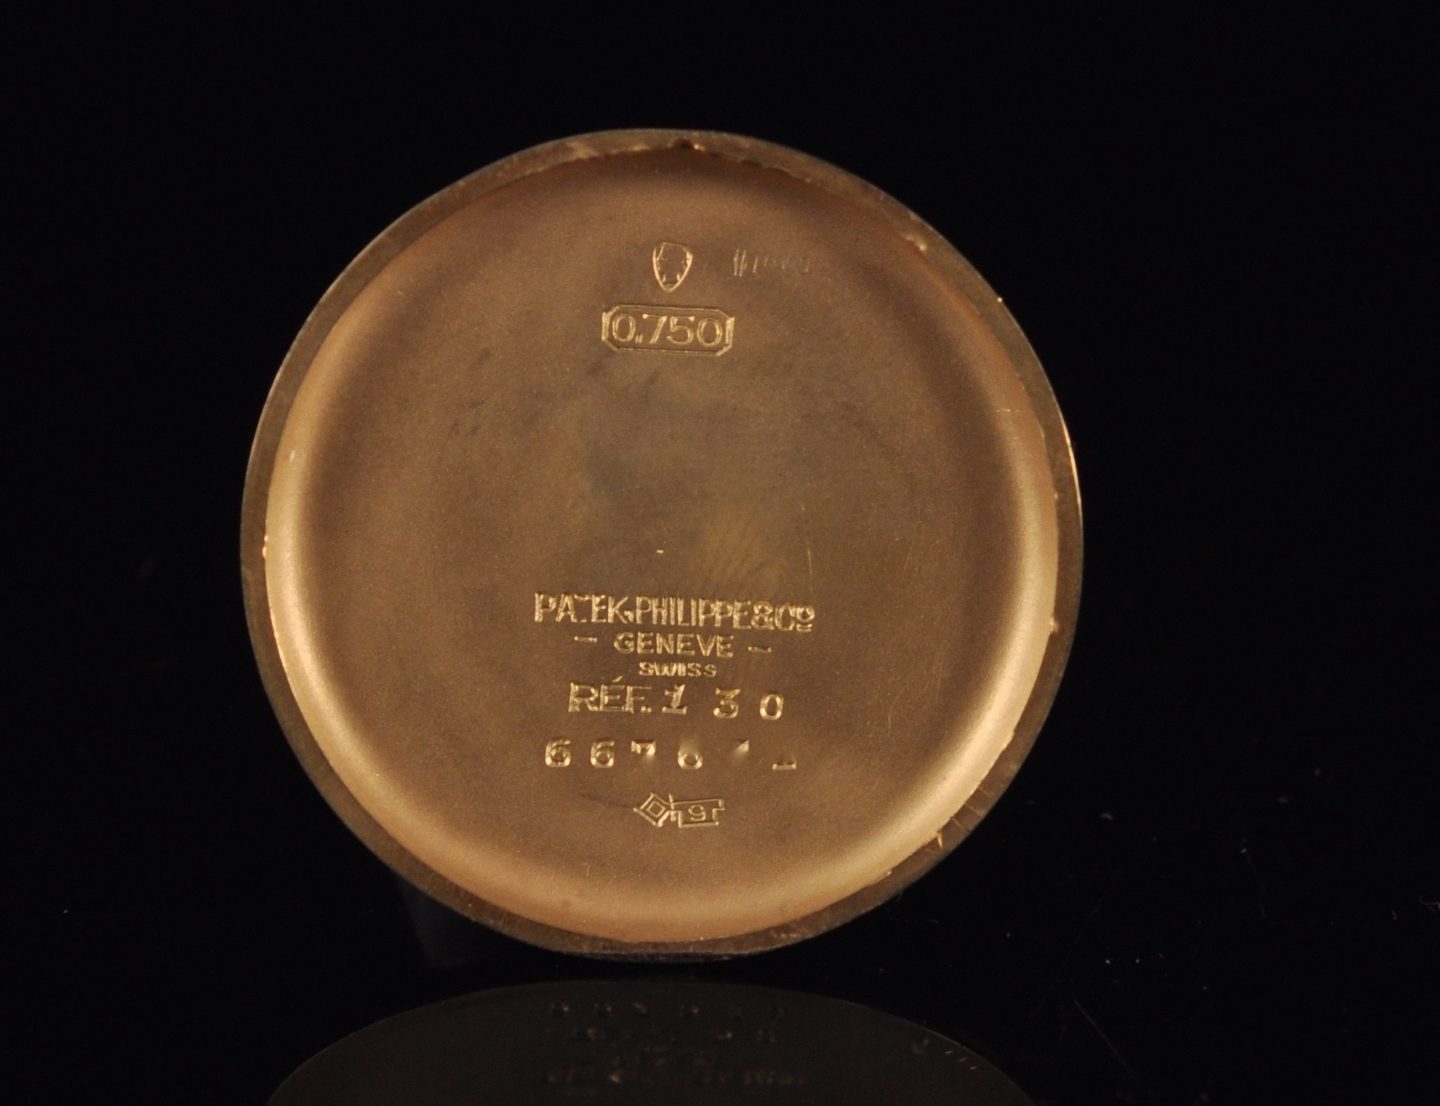 0.750
PATEK, PHILIPPE & Cº
- GENEVE -
SWISS
RÉF. 1 3 0